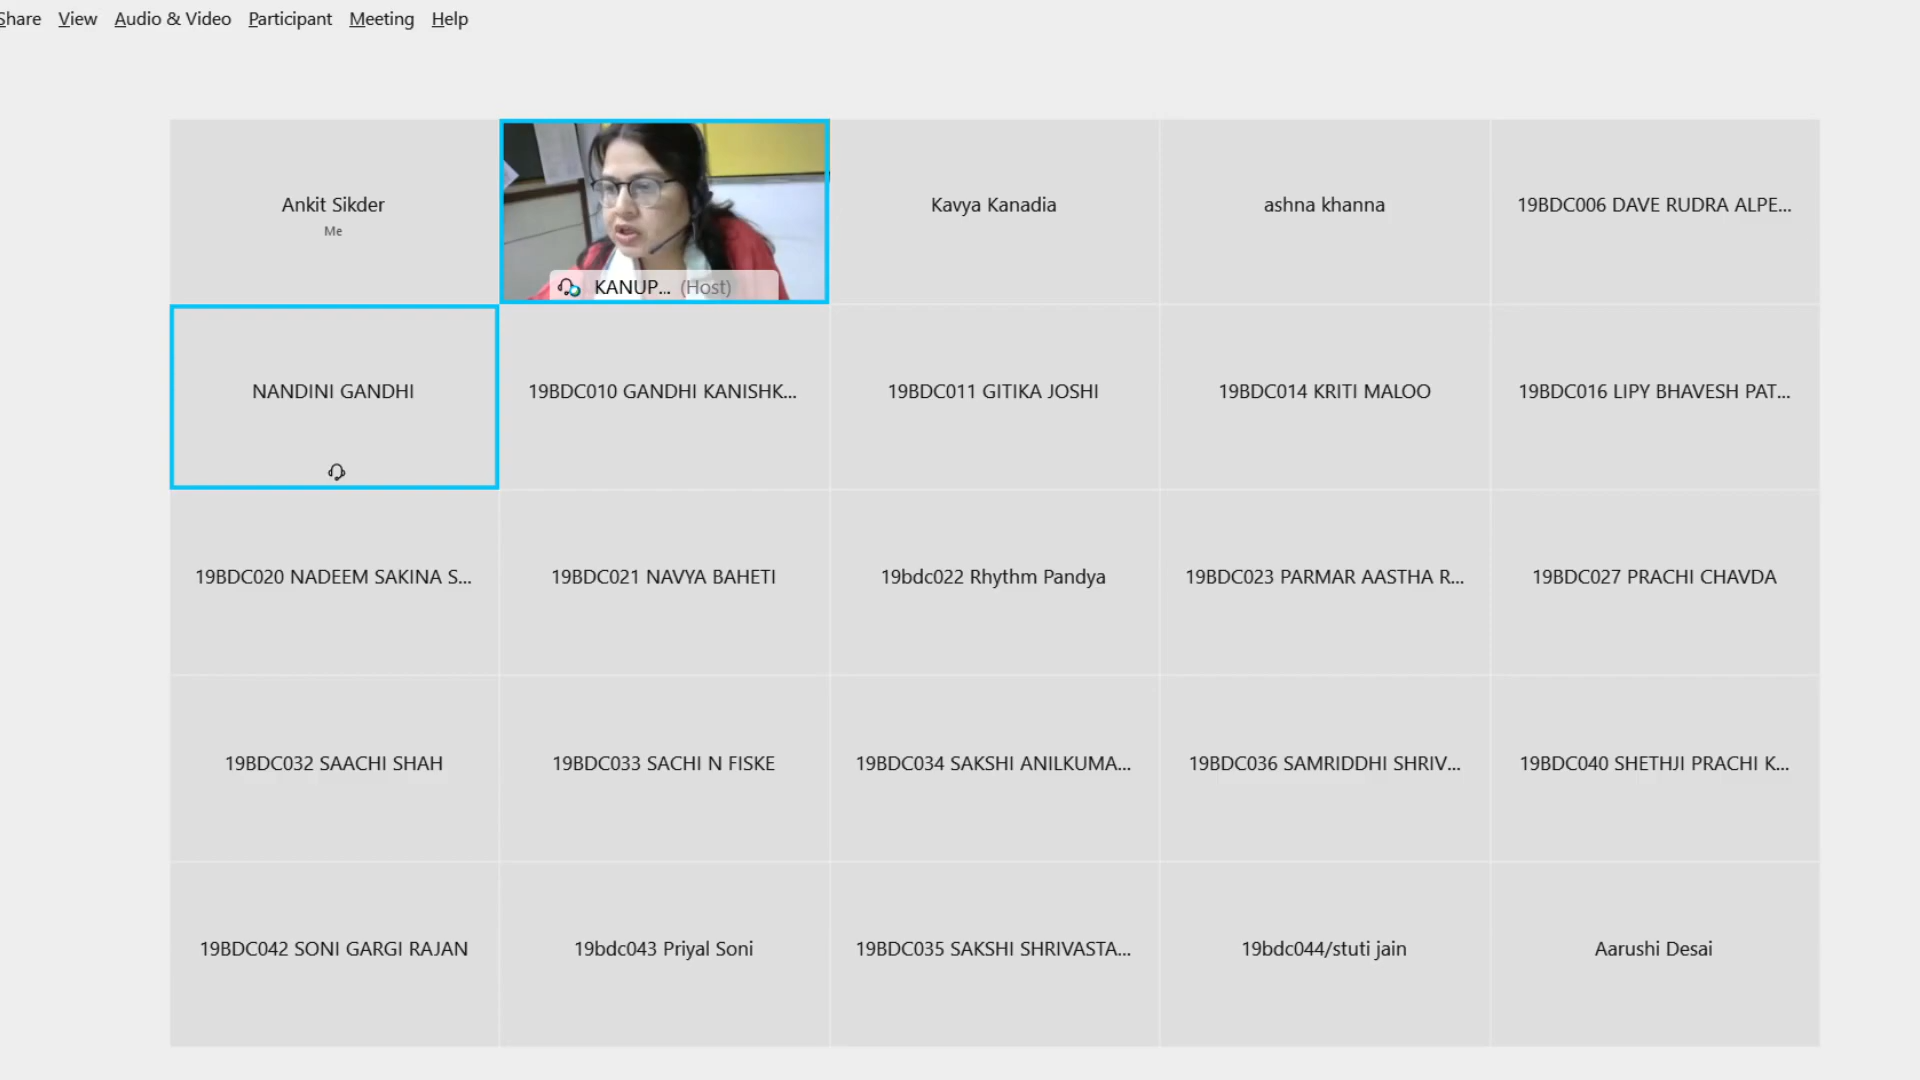 Share View Audio & Video Participant Meeting Help
Ankit Sikder
Me
KANUP... (Host)
Kavya Kanadia
ashna khanna
19BDC006 DAVE RUDRA ALPE...
NANDINI GANDHI
19BDC010 GANDHI KANISHK...
19BDC011 GITIKA JOSHI
19BDC014 KRITI MALOO
19BDC016 LIPY BHAVESH PAT...
19BDC020 NADEEM SAKINA S...
19BDC021 NAVYA BAHETI
19bdc022 Rhythm Pandya
19BDC023 PARMAR AASTHA R...
19BDC027 PRACHI CHAVDA
19BDC032 SAACHI SHAH
19BDC033 SACHI N FISKE
19BDC034 SAKSHI ANILKUMA...
19BDC036 SAMRIDDHI SHRIV...
19BDC040 SHETHJI PRACHI K...
19BDC042 SONI GARGI RAJAN
19bdc043 Priyal Soni
19BDC035 SAKSHI SHRIVASTA...
19bdc044/stuti jain
Aarushi Desai